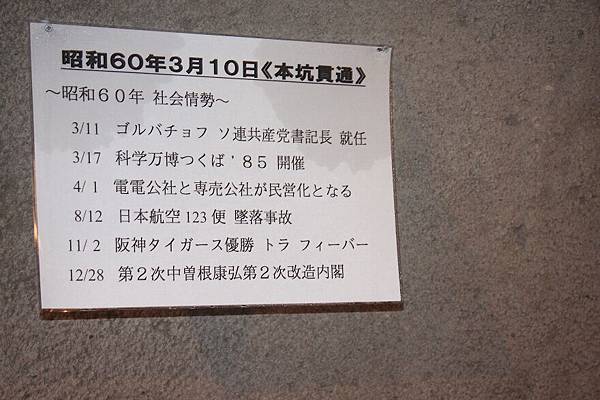 昭和60年3月10日《本坑貫通》
～昭和60年 社会情勢～
3/11 ゴルバチョフ ソ連共産党書記長 就任
3/17 科学万博つくば '85 開催
4/1 電電公社と専売公社が民営化となる
8/12 日本航空123便 墜落事故
11/2 阪神タイガース優勝 トラ フィーバー
12/28 第2次中曽根康弘第2次改造内閣